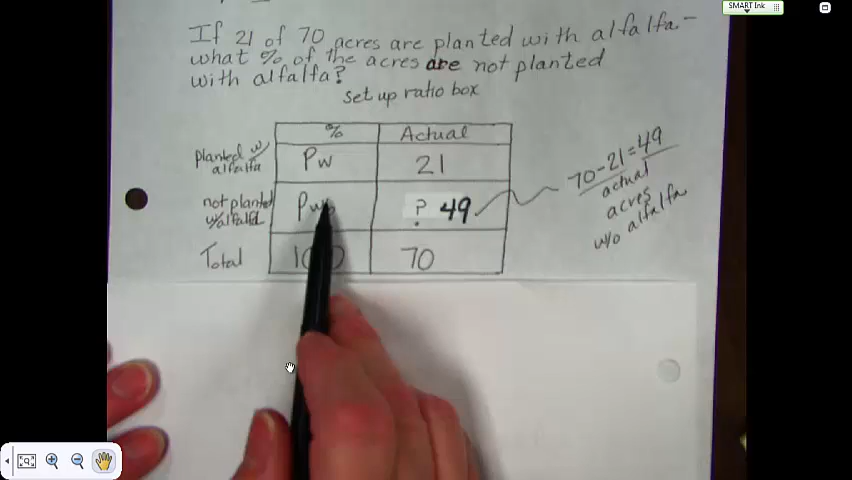 SMART Ink
If 21 of 70 acres are planted with alfalfa -
what % of the acres are not planted
with alfalfa?
set up ratio box
% Actual
planted w/ alfalfa Pw 21
not planted w/alfalfa ? 49
Total 100 70
70-21=49
actual
acres
w/o alfalfa